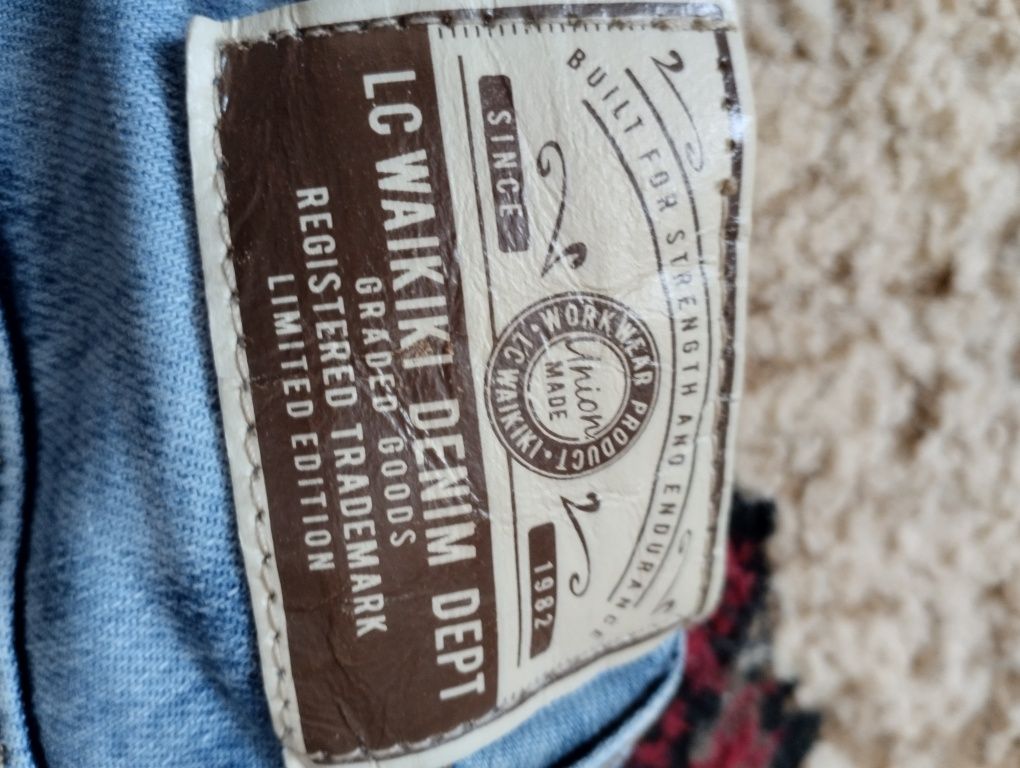 BUILT FOR STRENGTH AND ENDURANCE
WORKWEAR PRODUCT
Union
MADE
LC WAIKIKI
SINCE
1982
LC WAIKIKI DENIM DEPT
GRADED GOODS
REGISTERED TRADEMARK
LIMITED EDITION